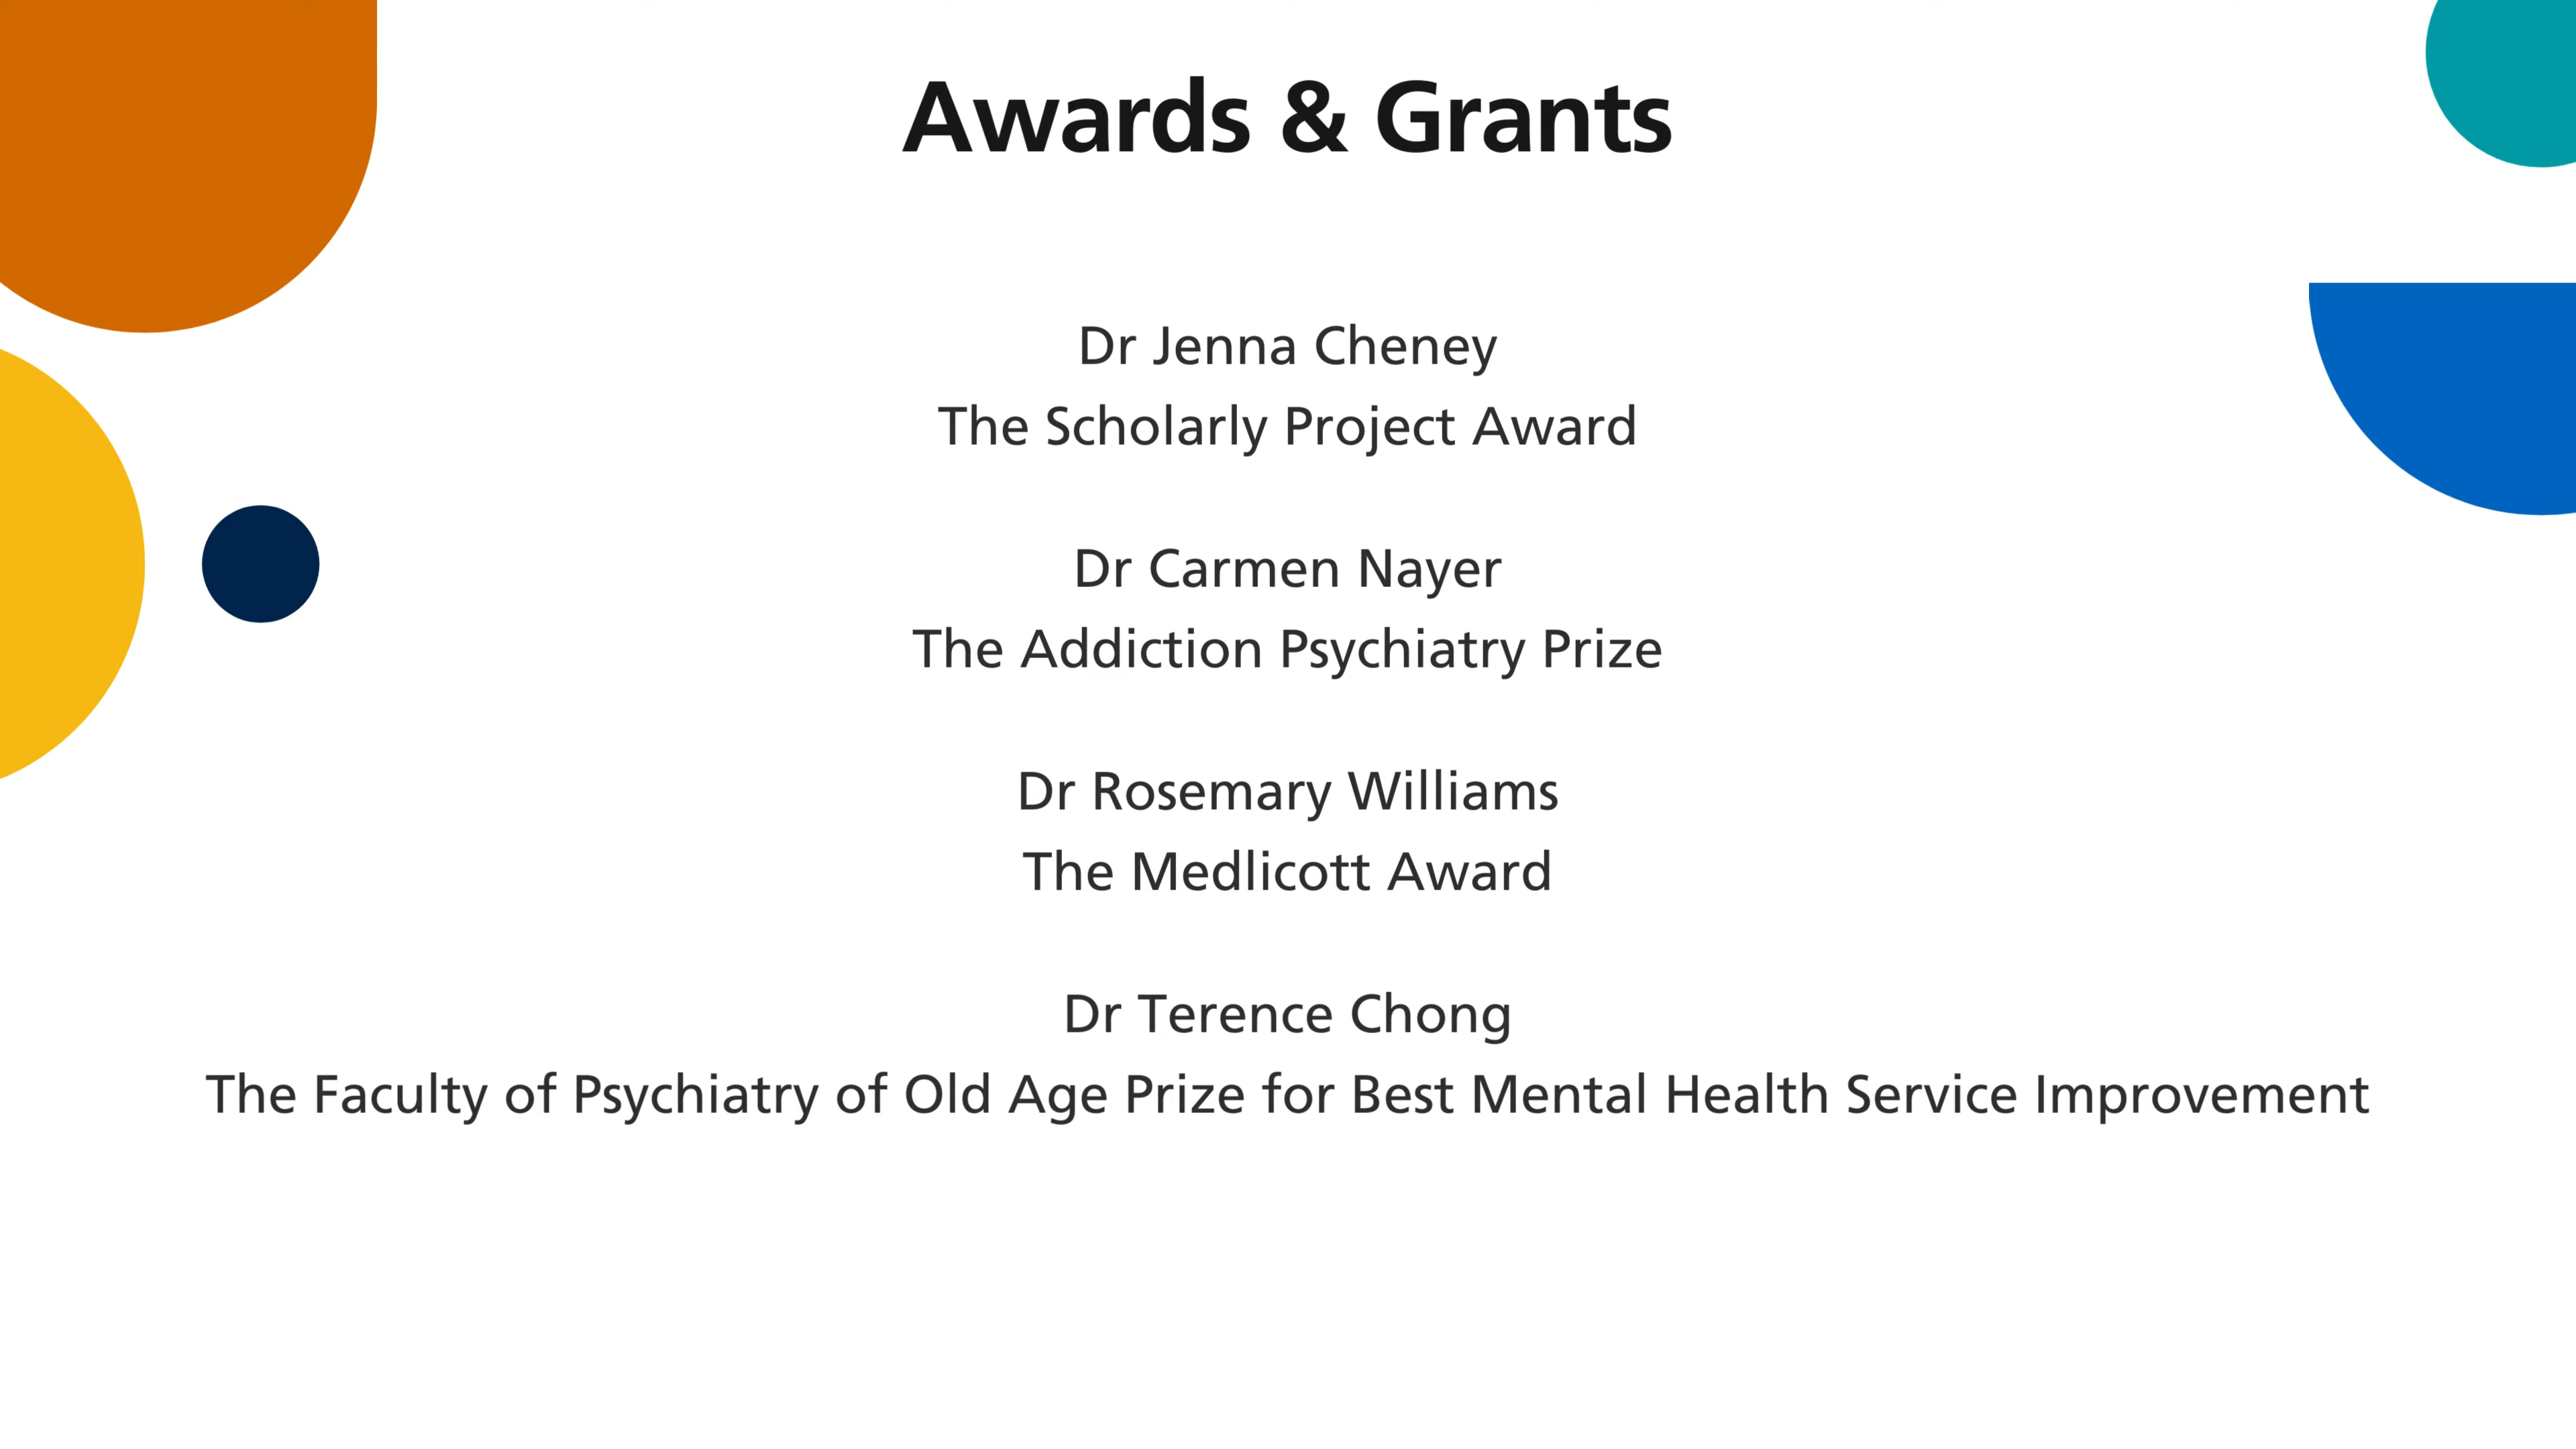 Awards & Grants
Dr Jenna Cheney
The Scholarly Project Award
Dr Carmen Nayer
The Addiction Psychiatry Prize
Dr Rosemary Williams
The Medlicott Award
Dr Terence Chong
The Faculty of Psychiatry of Old Age Prize for Best Mental Health Service Improvement